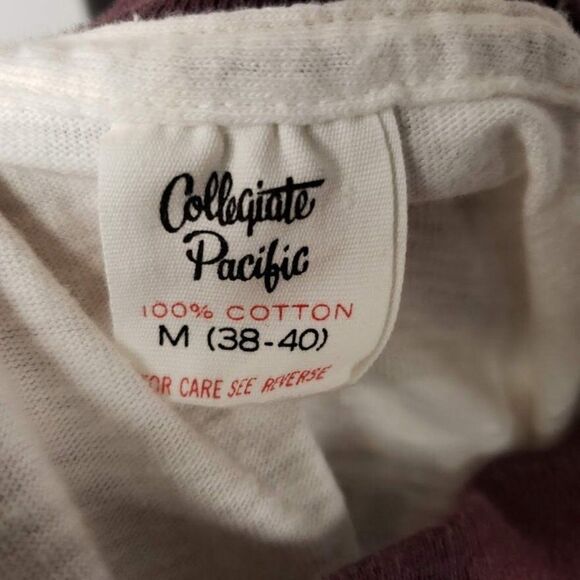 Collegiate
Pacific
100% COTTON
M (38-40)
FOR CARE SEE REVERSE